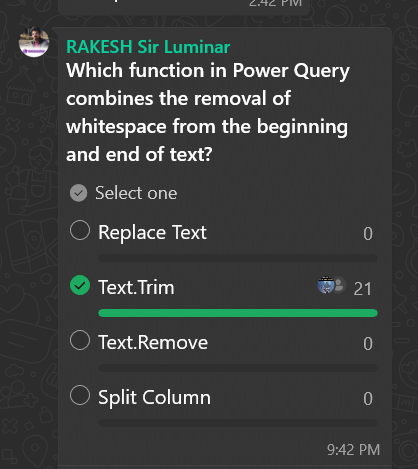 2:42 PM
RAKESH Sir Luminar
Which function in Power Query
combines the removal of
whitespace from the beginning
and end of text?
Select one
Replace Text 0
Text.Trim 21
Text.Remove 0
Split Column 0
9:42 PM